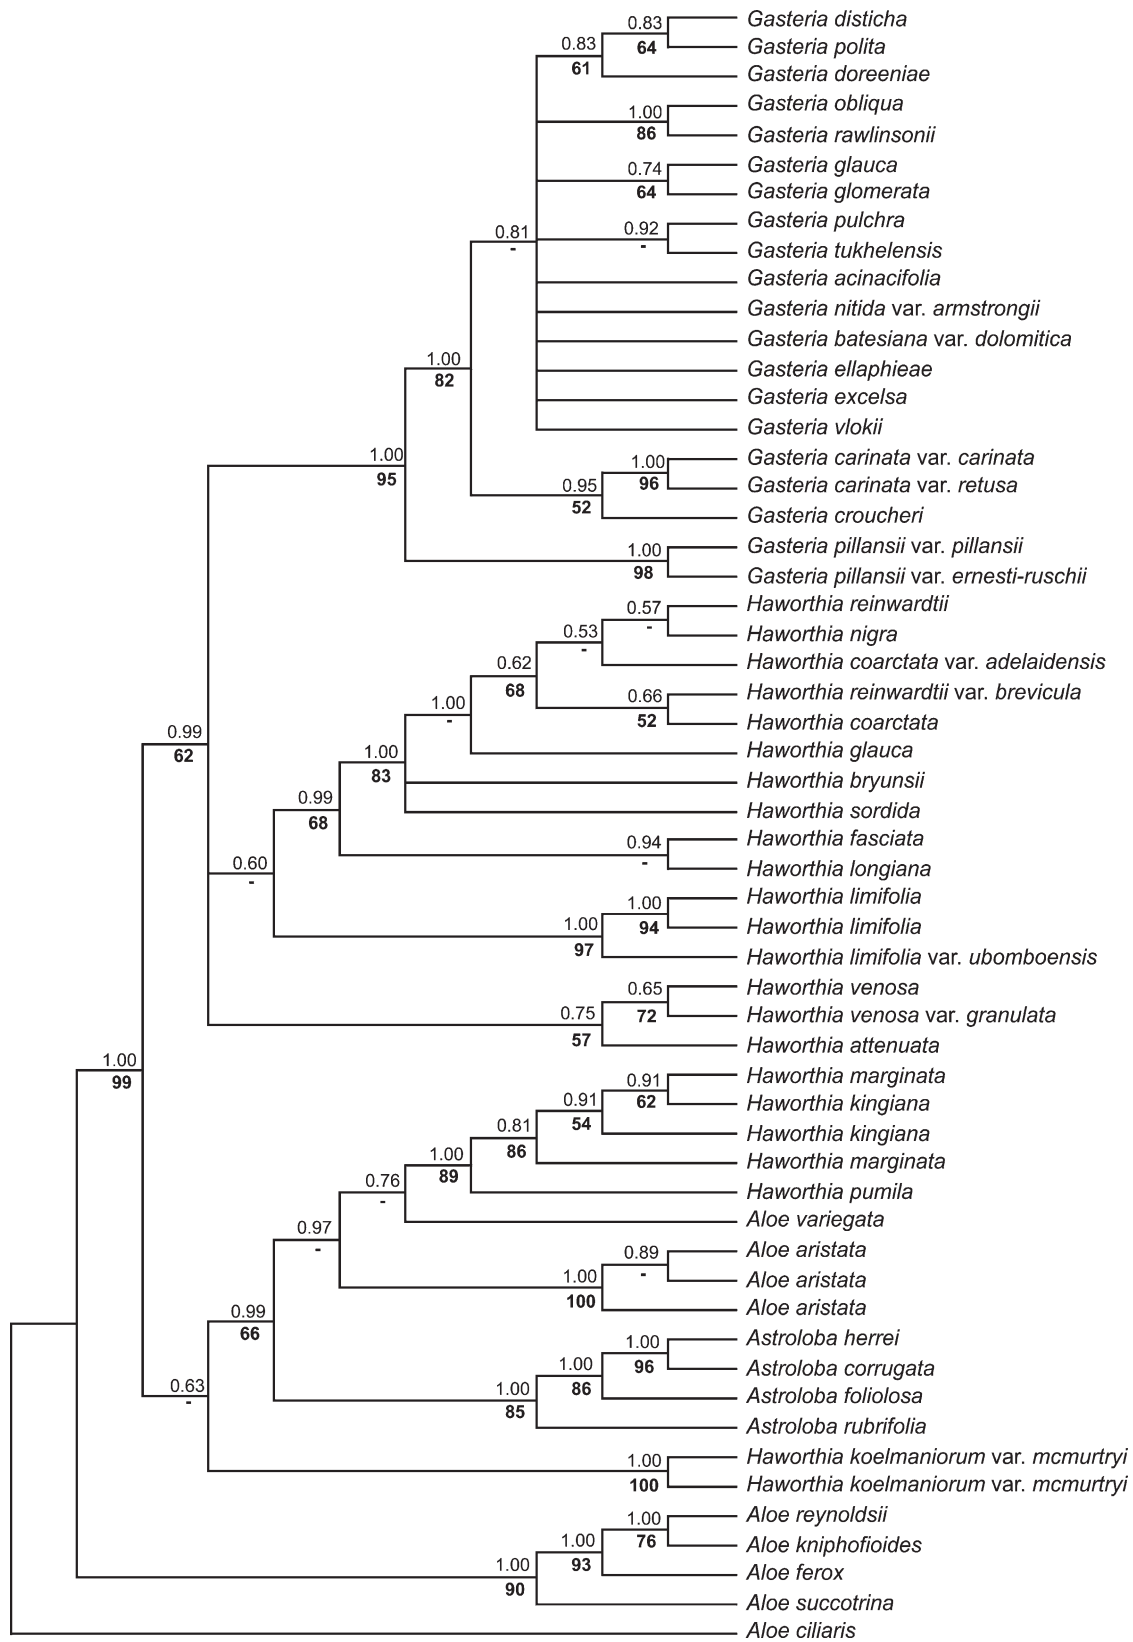 0.83 Gasteria disticha
64 Gasteria polita
0.83
61 Gasteria doreeniae
Gasteria obliqua
1.00
86 Gasteria rawlinsonii
0.74 Gasteria glauca
64 Gasteria glomerata
Gasteria pulchra
0.92
- Gasteria tukhelensis
0.81
-
Gasteria acinacifolia
Gasteria nitida var. armstrongii
Gasteria batesiana var. dolomitica
1.00
82
Gasteria ellaphieae
Gasteria excelsa
Gasteria vlokii
1.00
95
1.00 Gasteria carinata var. carinata
96 Gasteria carinata var. retusa
0.95
52 Gasteria croucheri
1.00 Gasteria pillansii var. pillansii
98 Gasteria pillansii var. ernesti-ruschii
0.57 Haworthia reinwardtii
- Haworthia nigra
0.53
- Haworthia coarctata var. adelaidensis
0.62
68
0.66 Haworthia reinwardtii var. brevicula
52 Haworthia coarctata
1.00
-
Haworthia glauca
0.99
62
1.00
83
Haworthia bryunsii
0.99
68
Haworthia sordida
0.94 Haworthia fasciata
- Haworthia longiana
0.60
-
1.00 Haworthia limifolia
94 Haworthia limifolia
1.00
97 Haworthia limifolia var. ubomboensis
0.65 Haworthia venosa
72 Haworthia venosa var. granulata
0.75
57 Haworthia attenuata
1.00
99
0.91 Haworthia marginata
62 Haworthia kingiana
0.91
54 Haworthia kingiana
0.81
86 Haworthia marginata
1.00
89 Haworthia pumila
0.76
-
Aloe variegata
0.97
-
0.89 Aloe aristata
- Aloe aristata
1.00
100 Aloe aristata
0.99
66
1.00 Astroloba herrei
96 Astroloba corrugata
1.00
86 Astroloba foliolosa
1.00
85 Astroloba rubrifolia
0.63
-
1.00 Haworthia koelmaniorum var. mcmurtryi
100 Haworthia koelmaniorum var. mcmurtryi
1.00 Aloe reynoldsii
76 Aloe kniphofioides
1.00
93 Aloe ferox
1.00
90 Aloe succotrina
Aloe ciliaris